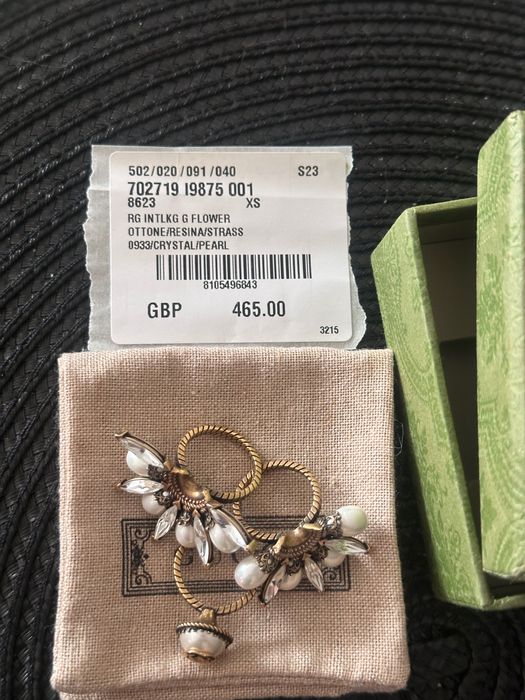 502/020/091/040 S23
702719 I9875 001
8623 XS
RG INTLKG G FLOWER
OTTONE/RESINA/STRASS
0933/CRYSTAL/PEARL
8105496843
GBP 465.00
3215